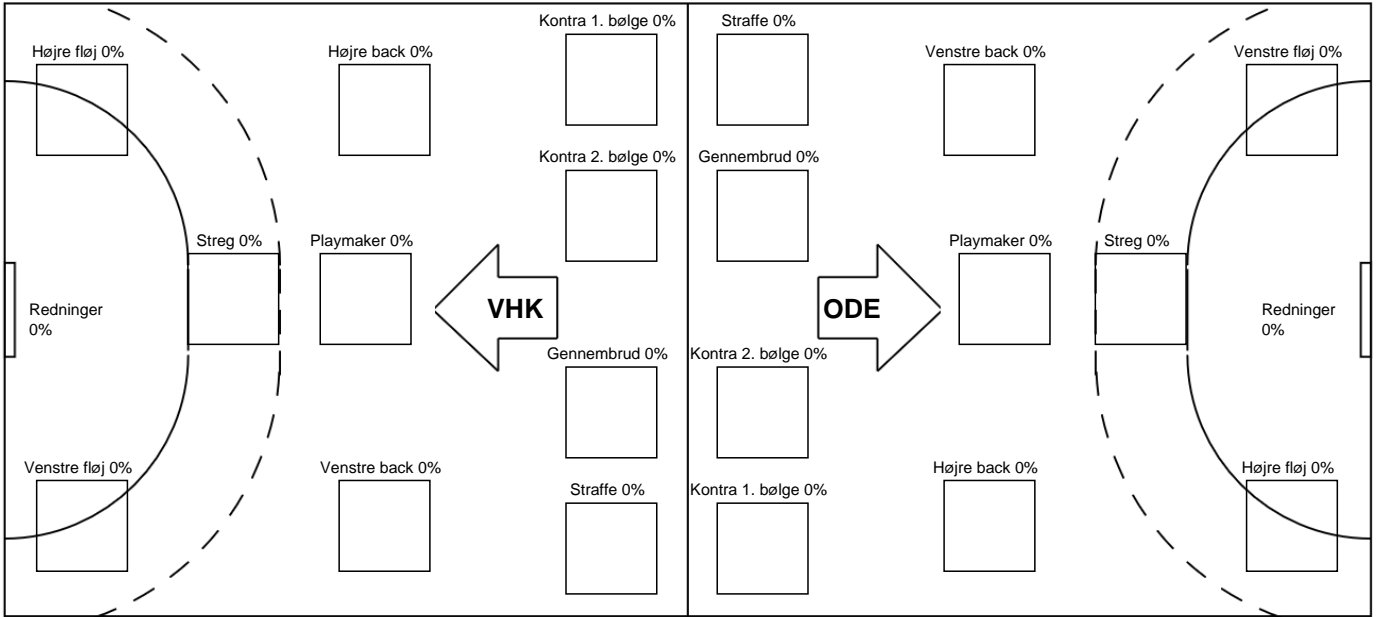 Kontra 1. bølge 0%
Straffe 0%
Højre fløj 0%
Højre back 0%
Venstre back 0%
Venstre fløj 0%
Kontra 2. bølge 0%
Gennembrud 0%
Streg 0%
Playmaker 0%
Playmaker 0%
Streg 0%
Redninger
0%
VHK
ODE
Redninger
0%
Gennembrud 0%
Kontra 2. bølge 0%
Venstre fløj 0%
Venstre back 0%
Højre back 0%
Højre fløj 0%
Straffe 0%
Kontra 1. bølge 0%